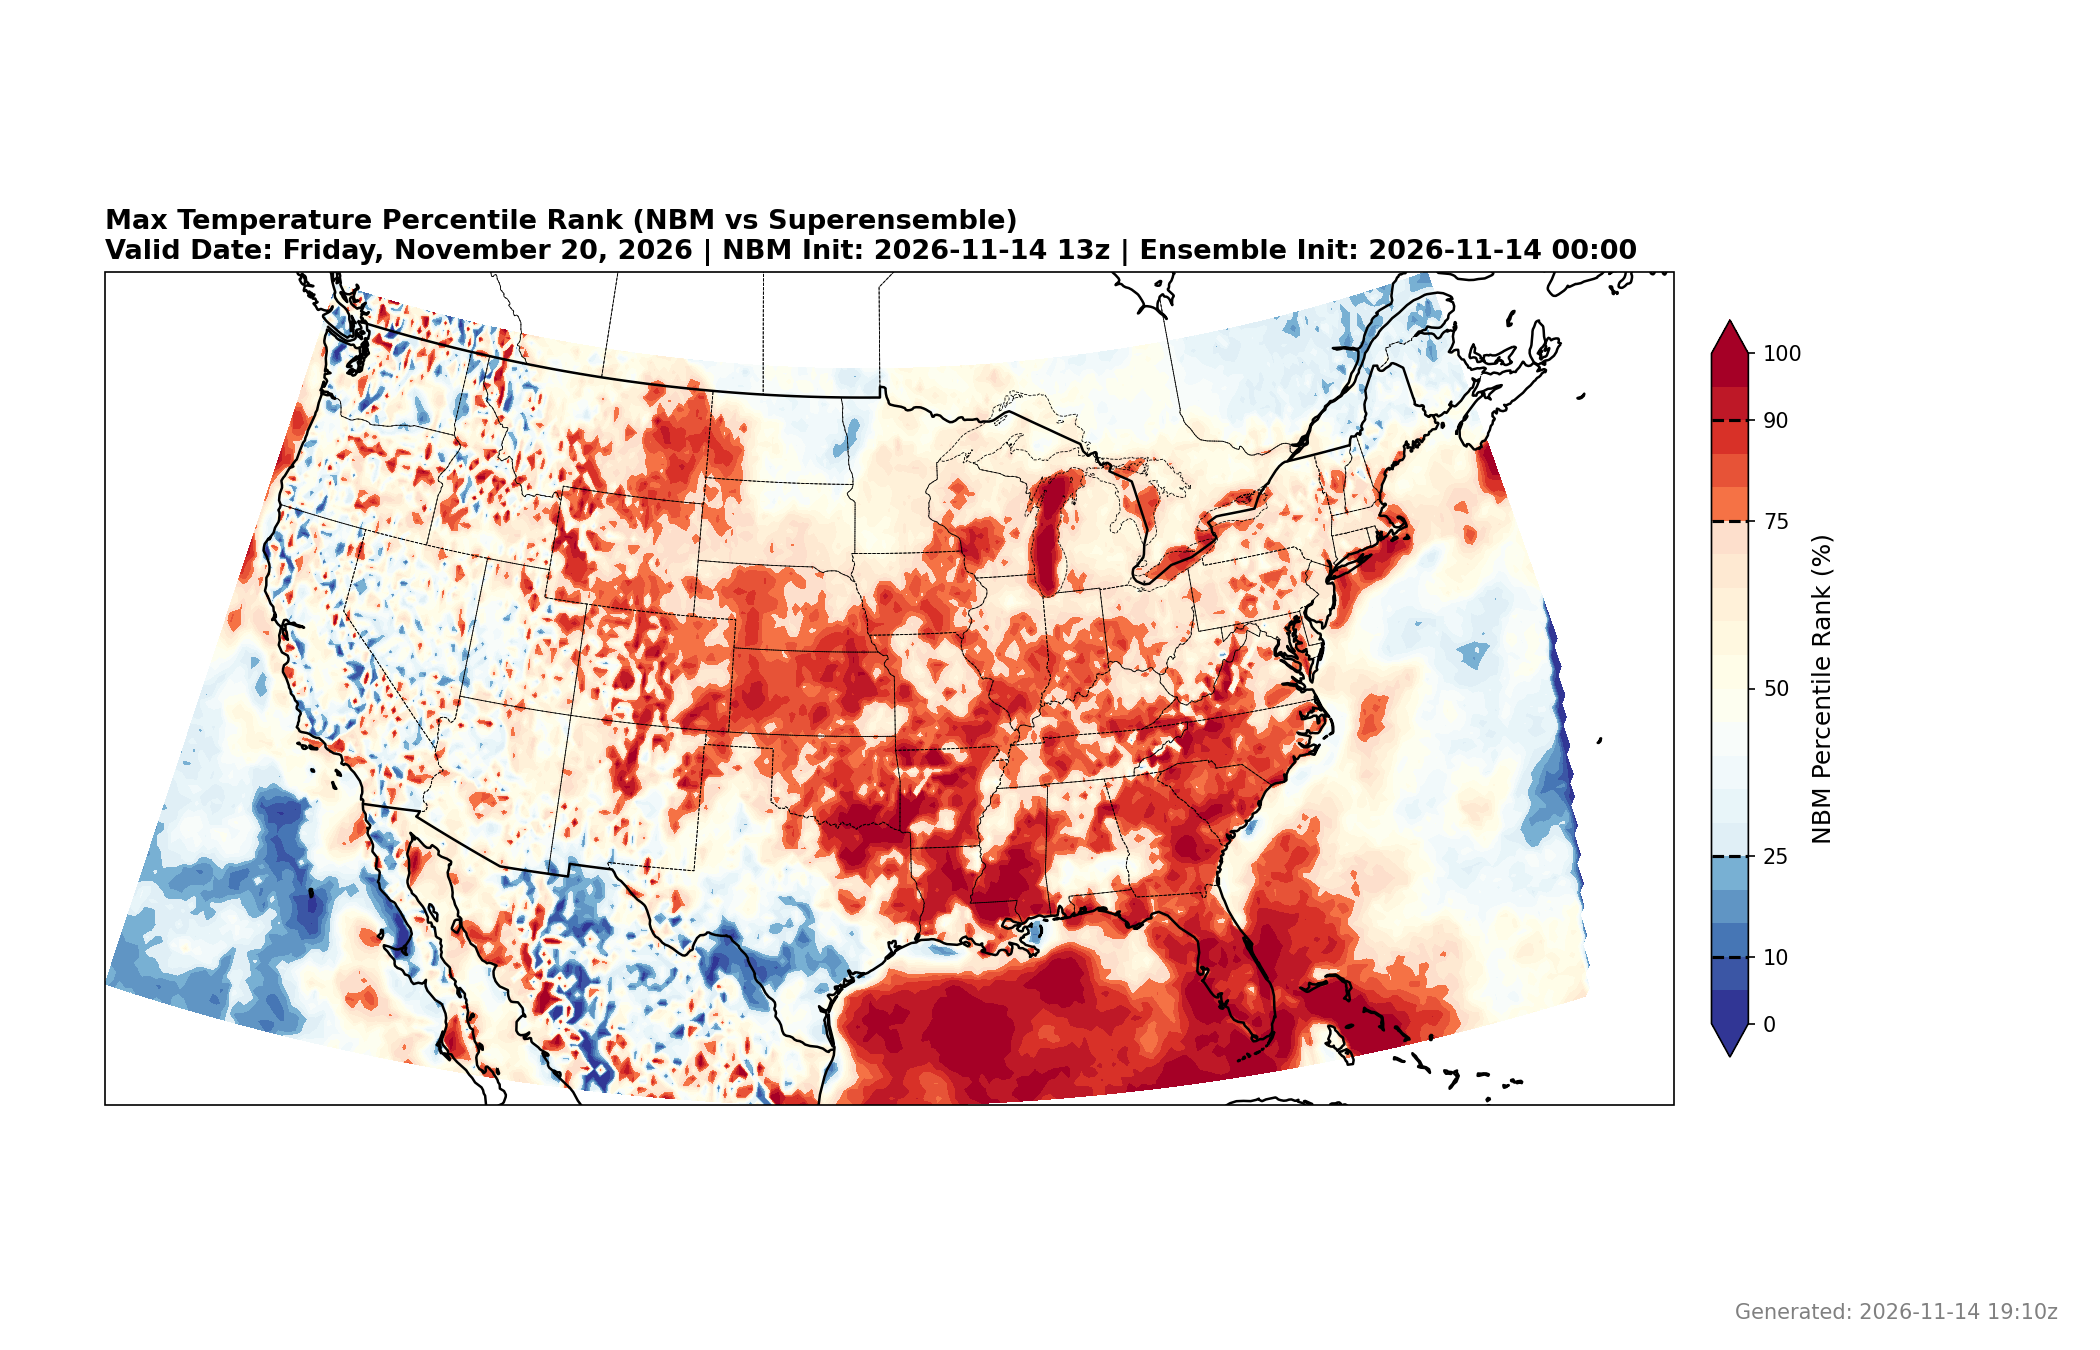 Max Temperature Percentile Rank (NBM vs Superensemble)
Valid Date: Friday, November 20, 2026 | NBM Init: 2026-11-14 13z | Ensemble Init: 2026-11-14 00:00
100
90
75
50
25
10
0
NBM Percentile Rank (%)
Generated: 2026-11-14 19:10z